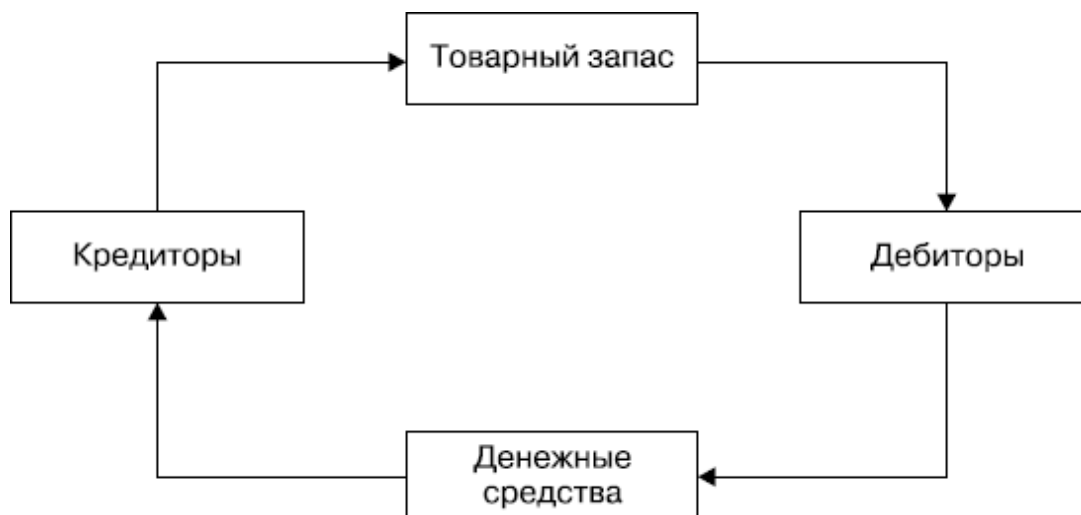 Товарный запас
Кредиторы
Дебиторы
Денежные
средства